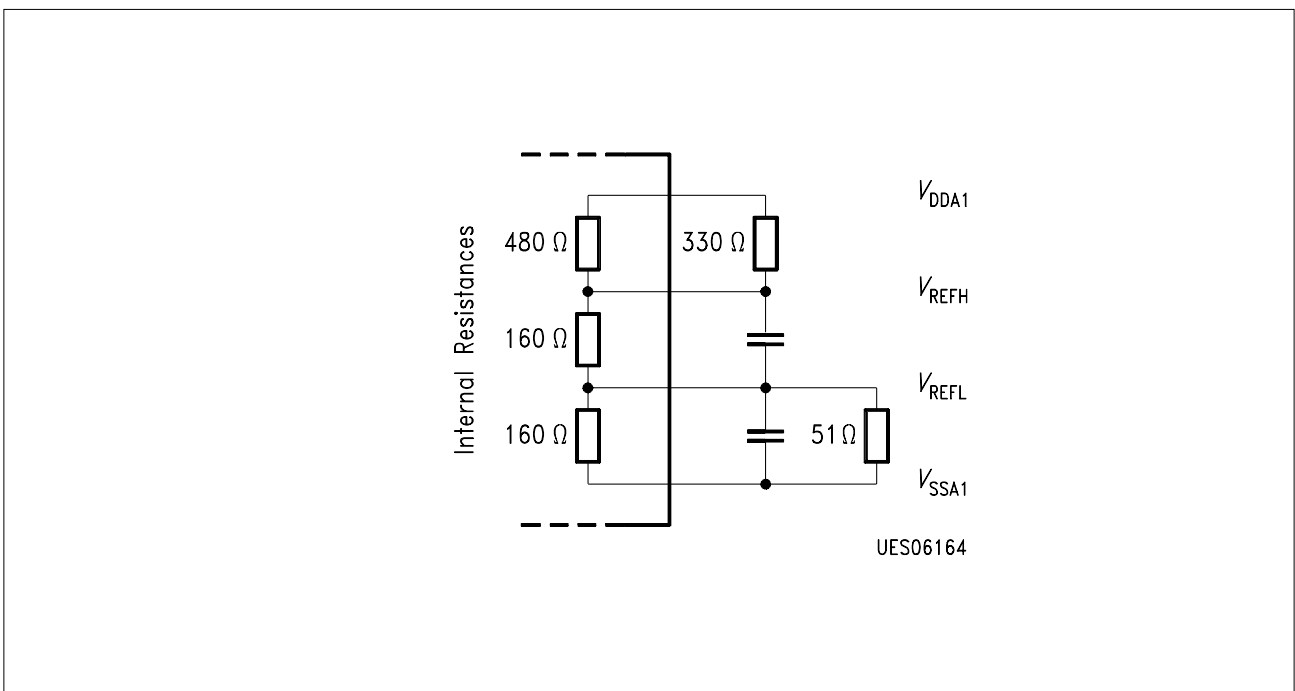 V_DDA1
480 Ω
330 Ω
V_REFH
Internal Resistances
160 Ω
V_REFL
160 Ω
51 Ω
V_SSA1
UES06164